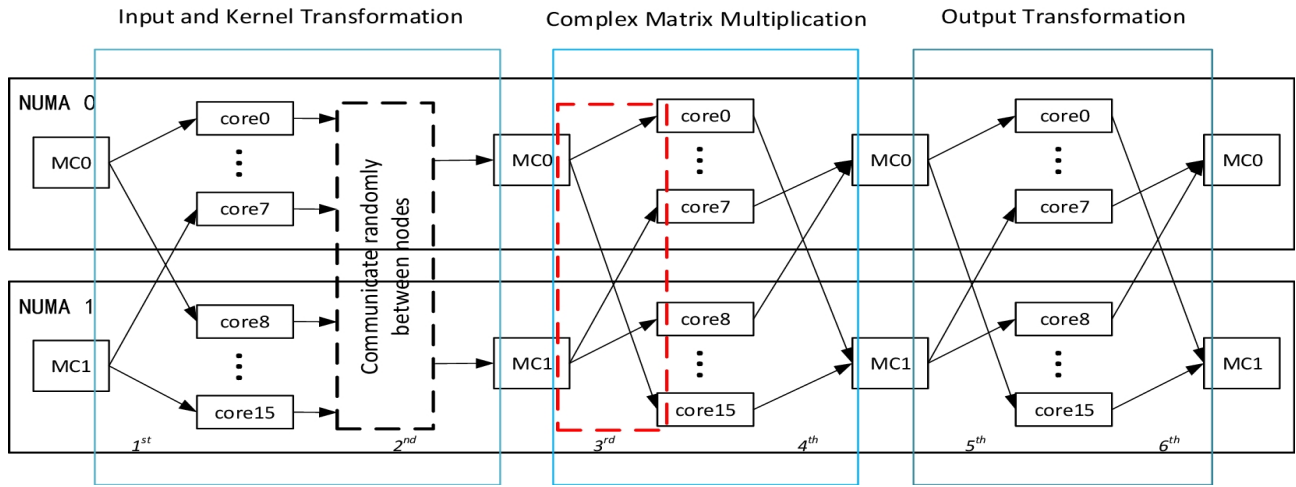 Input and Kernel Transformation
Complex Matrix Multiplication
Output Transformation
NUMA 0
MC0
core0
core7
Communicate randomly
between nodes
MC0
core0
core7
MC0
core0
core7
MC0
NUMA 1
MC1
core8
core15
MC1
core8
core15
MC1
core8
core15
MC1
1st
2nd
3rd
4th
5th
6th